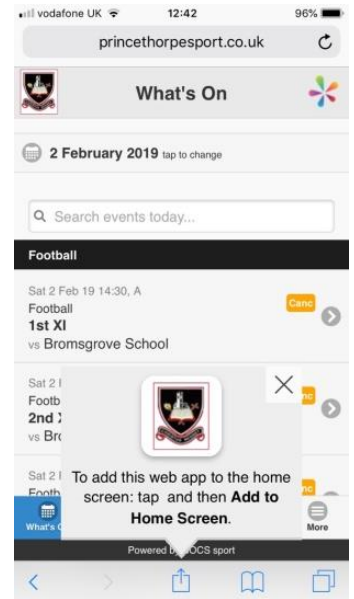 vodafone UK 12:42 96%
princethorpesport.co.uk
What's On
2 February 2019 tap to change
Search events today...
Football
Sat 2 Feb 19 14:30, A
Football
1st XI
vs Bromsgrove School
Canc
Sat 2
Footb
2nd
vs Bro
Sat 2
To add this web app to the home
screen: tap and then Add to
Home Screen.
What's
More
Powered by SOCS sport